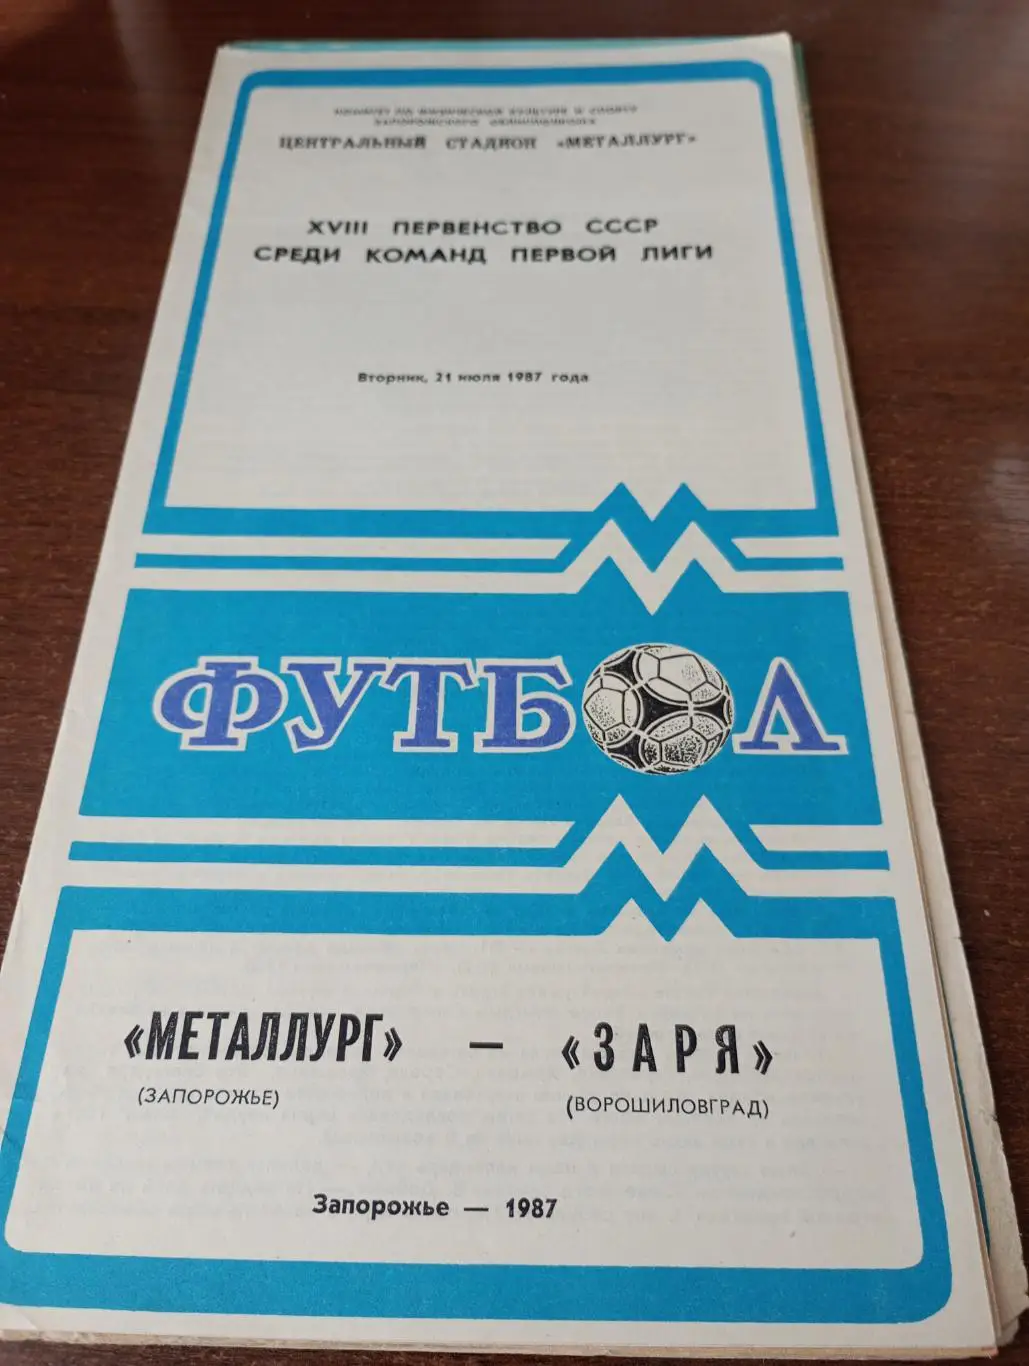 ЦЕНТРАЛЬНЫЙ СТАДИОН «МЕТАЛЛУРГ»
XVIII ПЕРВЕНСТВО СССР
СРЕДИ КОМАНД ПЕРВОЙ ЛИГИ
Вторник, 21 июля 1987 года
ФУТБОЛ
«МЕТАЛЛУРГ» — «ЗАРЯ»
(ЗАПОРОЖЬЕ) (ВОРОШИЛОВГРАД)
Запорожье — 1987